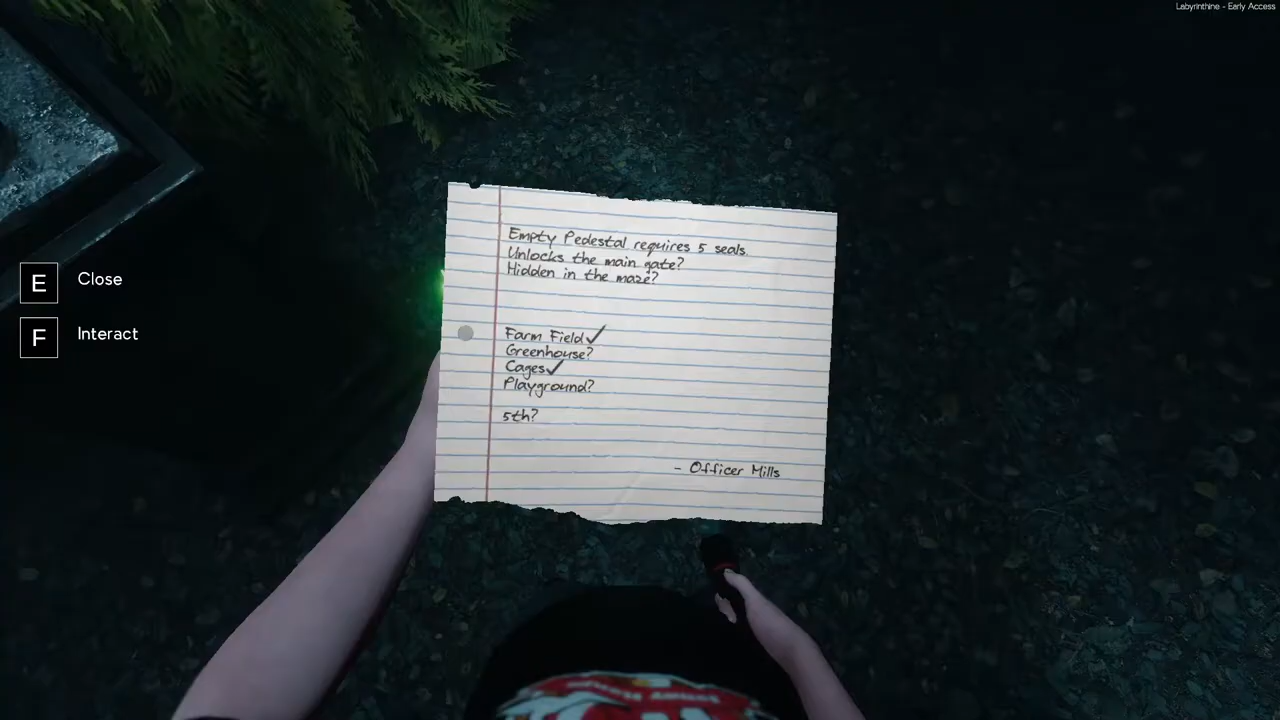 Labyrinthine - Early Access
Empty Pedestal requires 5 seals.
Unlocks the main gate?
Hidden in the maze?
E Close
F Interact
Farm Field✓
Greenhouse?
Cages✓
Playground?
5th?
- Officer Mills